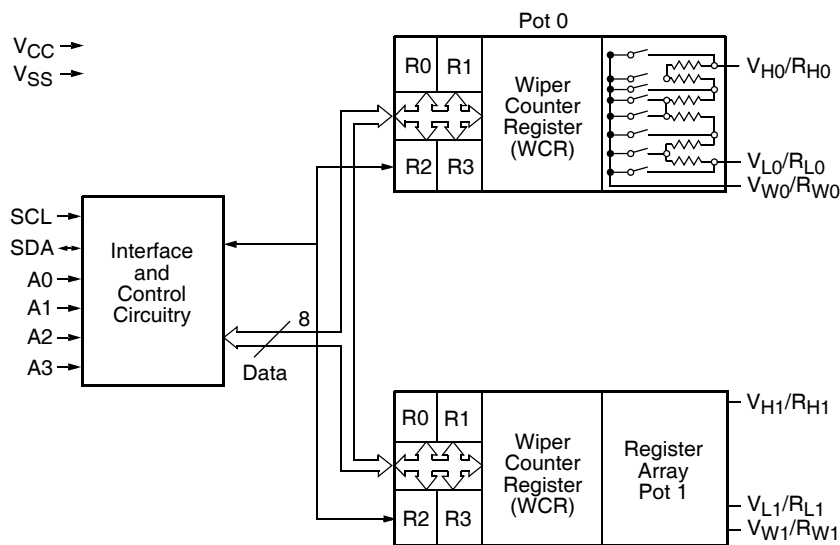 Pot 0
VCC
VSS
R0 R1
R2 R3
Wiper
Counter
Register
(WCR)
VH0/RH0
VL0/RL0
VW0/RW0
SCL
SDA
A0
A1
A2
A3
Interface
and
Control
Circuitry
8
Data
R0 R1
R2 R3
Wiper
Counter
Register
(WCR)
Register
Array
Pot 1
VH1/RH1
VL1/RL1
VW1/RW1